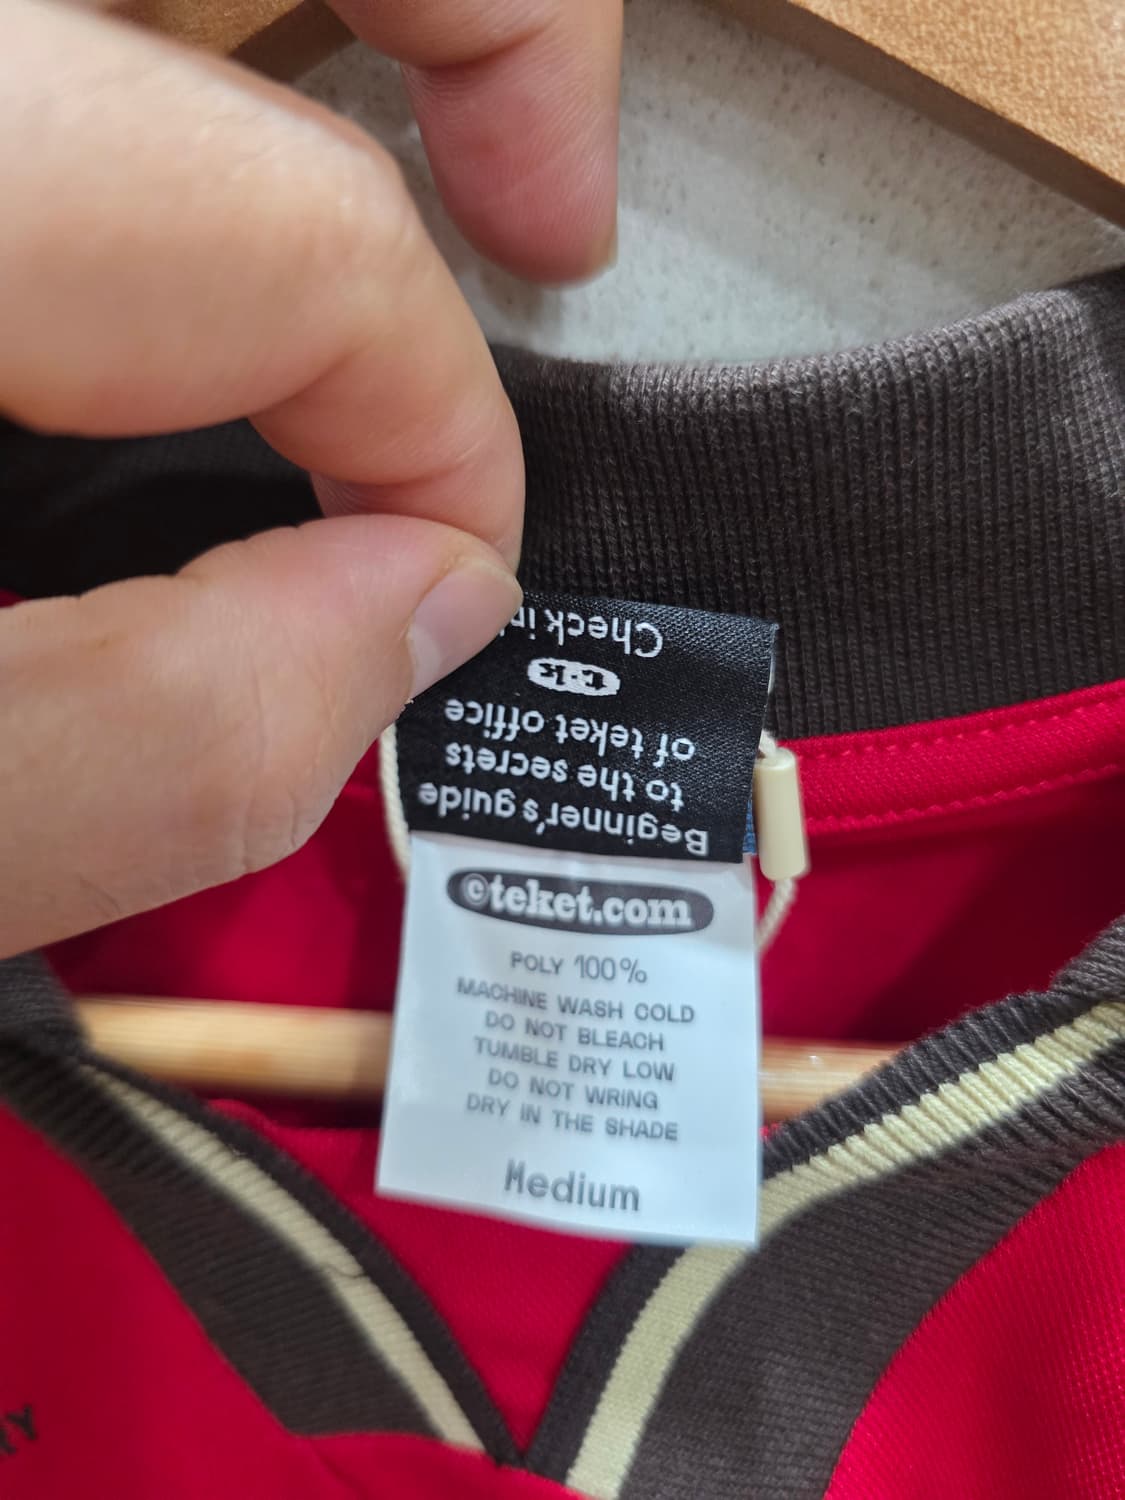 Beginner's guide
to the secrets
of teket office
t·k
Check in
©teket.com
POLY 100%
MACHINE WASH COLD
DO NOT BLEACH
TUMBLE DRY LOW
DO NOT WRING
DRY IN THE SHADE
Medium
RY